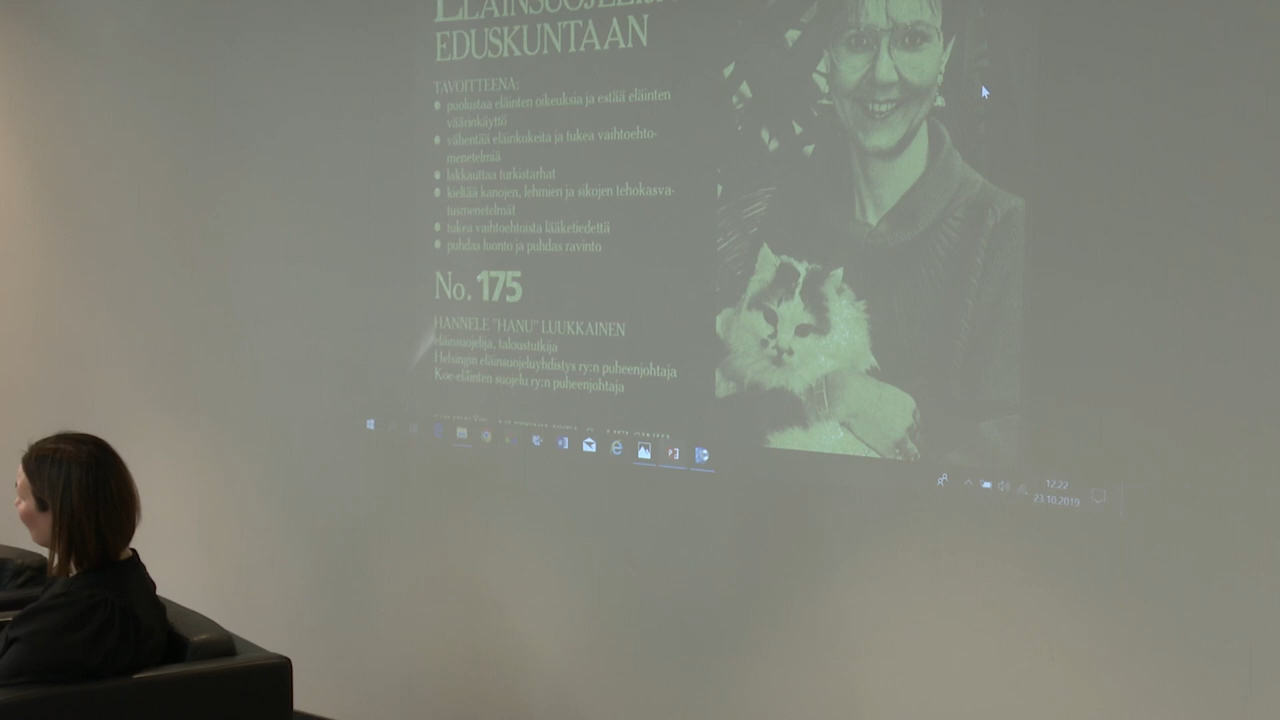 ELÄINSUOJELIJA
EDUSKUNTAAN
TAVOITTEENA:
● puolustaa eläinten oikeuksia ja estää eläinten
väärinkäyttö
● vähentää eläinkokeita ja tukea vaihtoehto-
menetelmiä
● lakkauttaa turkistarhat
● kieltää kanojen, lehmien ja sikojen tehokasva-
tusmenetelmät
● tukea vaihtoehtoista lääketiedettä
● puhdas luonto ja puhdas ravinto
No. 175
HANNELE "HANU" LUUKKAINEN
eläinsuojelija, taloustutkija
Helsingin eläinsuojeluyhdistys ry:n puheenjohtaja
Koe-eläinten suojelu ry:n puheenjohtaja
12.22
23.10.2019